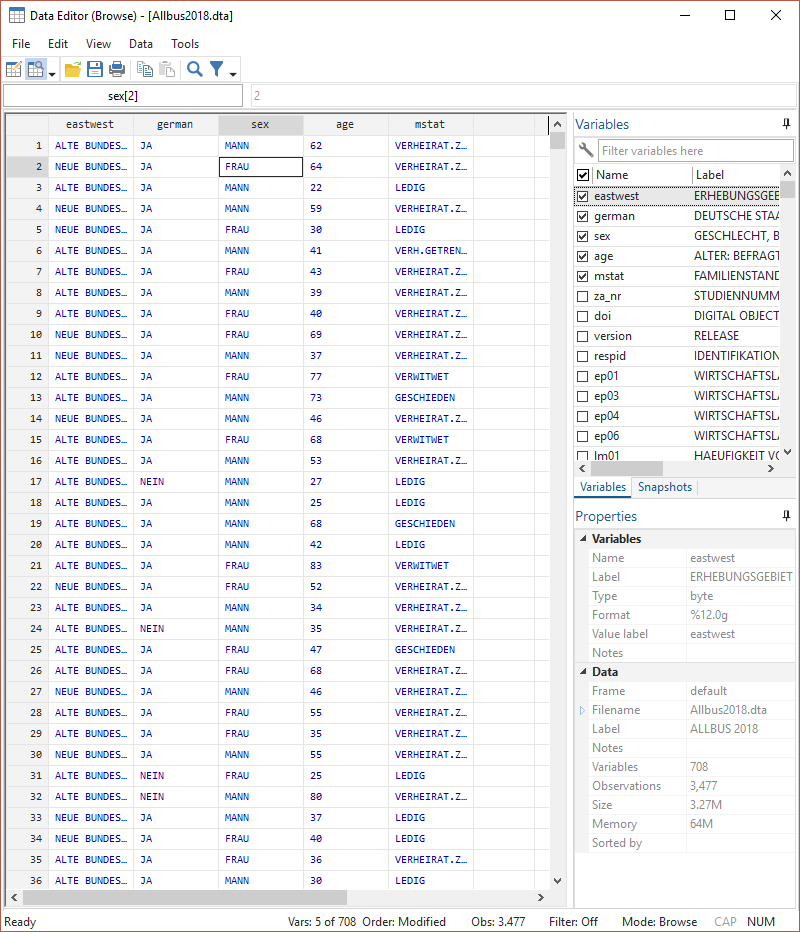 Data Editor (Browse) - [Allbus2018.dta]
File Edit View Data Tools
sex[2] 2
eastwest german sex age mstat
1 ALTE BUNDES… JA MANN 62 VERHEIRAT.Z…
2 NEUE BUNDES… JA FRAU 64 VERHEIRAT.Z…
3 ALTE BUNDES… JA MANN 22 LEDIG
4 NEUE BUNDES… JA MANN 59 VERHEIRAT.Z…
5 NEUE BUNDES… JA FRAU 30 LEDIG
6 ALTE BUNDES… JA MANN 41 VERH.GETREN…
7 ALTE BUNDES… JA FRAU 43 VERHEIRAT.Z…
8 ALTE BUNDES… JA MANN 39 VERHEIRAT.Z…
9 ALTE BUNDES… JA FRAU 40 VERHEIRAT.Z…
10 NEUE BUNDES… JA FRAU 69 VERHEIRAT.Z…
11 NEUE BUNDES… JA MANN 37 VERHEIRAT.Z…
12 ALTE BUNDES… JA FRAU 77 VERWITWET
13 ALTE BUNDES… JA MANN 73 GESCHIEDEN
14 NEUE BUNDES… JA MANN 46 VERHEIRAT.Z…
15 ALTE BUNDES… JA FRAU 68 VERWITWET
16 ALTE BUNDES… JA MANN 53 VERHEIRAT.Z…
17 ALTE BUNDES… NEIN MANN 27 LEDIG
18 ALTE BUNDES… JA MANN 25 LEDIG
19 ALTE BUNDES… JA MANN 68 GESCHIEDEN
20 ALTE BUNDES… JA MANN 42 LEDIG
21 ALTE BUNDES… JA FRAU 83 VERWITWET
22 NEUE BUNDES… JA FRAU 52 VERHEIRAT.Z…
23 ALTE BUNDES… JA MANN 34 VERHEIRAT.Z…
24 ALTE BUNDES… NEIN MANN 35 VERHEIRAT.Z…
25 ALTE BUNDES… JA FRAU 47 GESCHIEDEN
26 ALTE BUNDES… JA FRAU 68 VERHEIRAT.Z…
27 NEUE BUNDES… JA MANN 46 VERHEIRAT.Z…
28 ALTE BUNDES… JA FRAU 55 VERHEIRAT.Z…
29 ALTE BUNDES… JA FRAU 35 VERHEIRAT.Z…
30 NEUE BUNDES… JA MANN 55 VERHEIRAT.Z…
31 ALTE BUNDES… NEIN FRAU 25 LEDIG
32 ALTE BUNDES… NEIN MANN 80 VERHEIRAT.Z…
33 NEUE BUNDES… JA MANN 37 LEDIG
34 NEUE BUNDES… JA FRAU 40 LEDIG
35 ALTE BUNDES… JA FRAU 36 VERHEIRAT.Z…
36 ALTE BUNDES… JA MANN 30 LEDIG
Variables
Filter variables here
Name Label
eastwest ERHEBUNGSGEB
german DEUTSCHE STAA
sex GESCHLECHT, B
age ALTER: BEFRAGT
mstat FAMILIENSTAND
za_nr STUDIENNUMM
doi DIGITAL OBJECT
version RELEASE
respid IDENTIFIKATION
ep01 WIRTSCHAFTSLA
ep03 WIRTSCHAFTSLA
ep04 WIRTSCHAFTSLA
ep06 WIRTSCHAFTSLA
lm01 HAEUFIGKEIT VO
Variables Snapshots
Properties
Variables
Name eastwest
Label ERHEBUNGSGEBIET
Type byte
Format %12.0g
Value label eastwest
Notes
Data
Frame default
Filename Allbus2018.dta
Label ALLBUS 2018
Notes
Variables 708
Observations 3,477
Size 3.27M
Memory 64M
Sorted by
Ready Vars: 5 of 708 Order: Modified Obs: 3.477 Filter: Off Mode: Browse CAP NUM